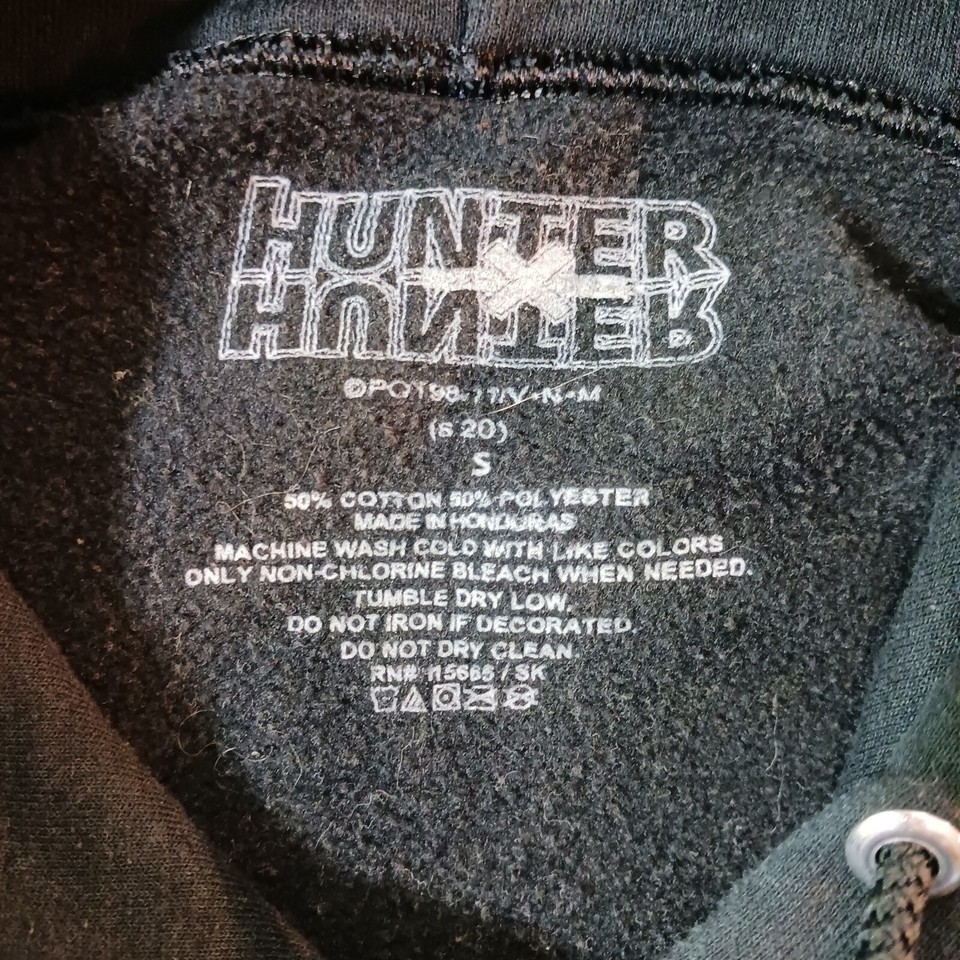 HUNTER
X
HUNTER
©POT98-11/V•N•M
(s 20)
S
50% COTTON 50% POLYESTER
MADE IN HONDURAS
MACHINE WASH COLD WITH LIKE COLORS
ONLY NON-CHLORINE BLEACH WHEN NEEDED.
TUMBLE DRY LOW.
DO NOT IRON IF DECORATED.
DO NOT DRY CLEAN.
RN# 115665 / SK